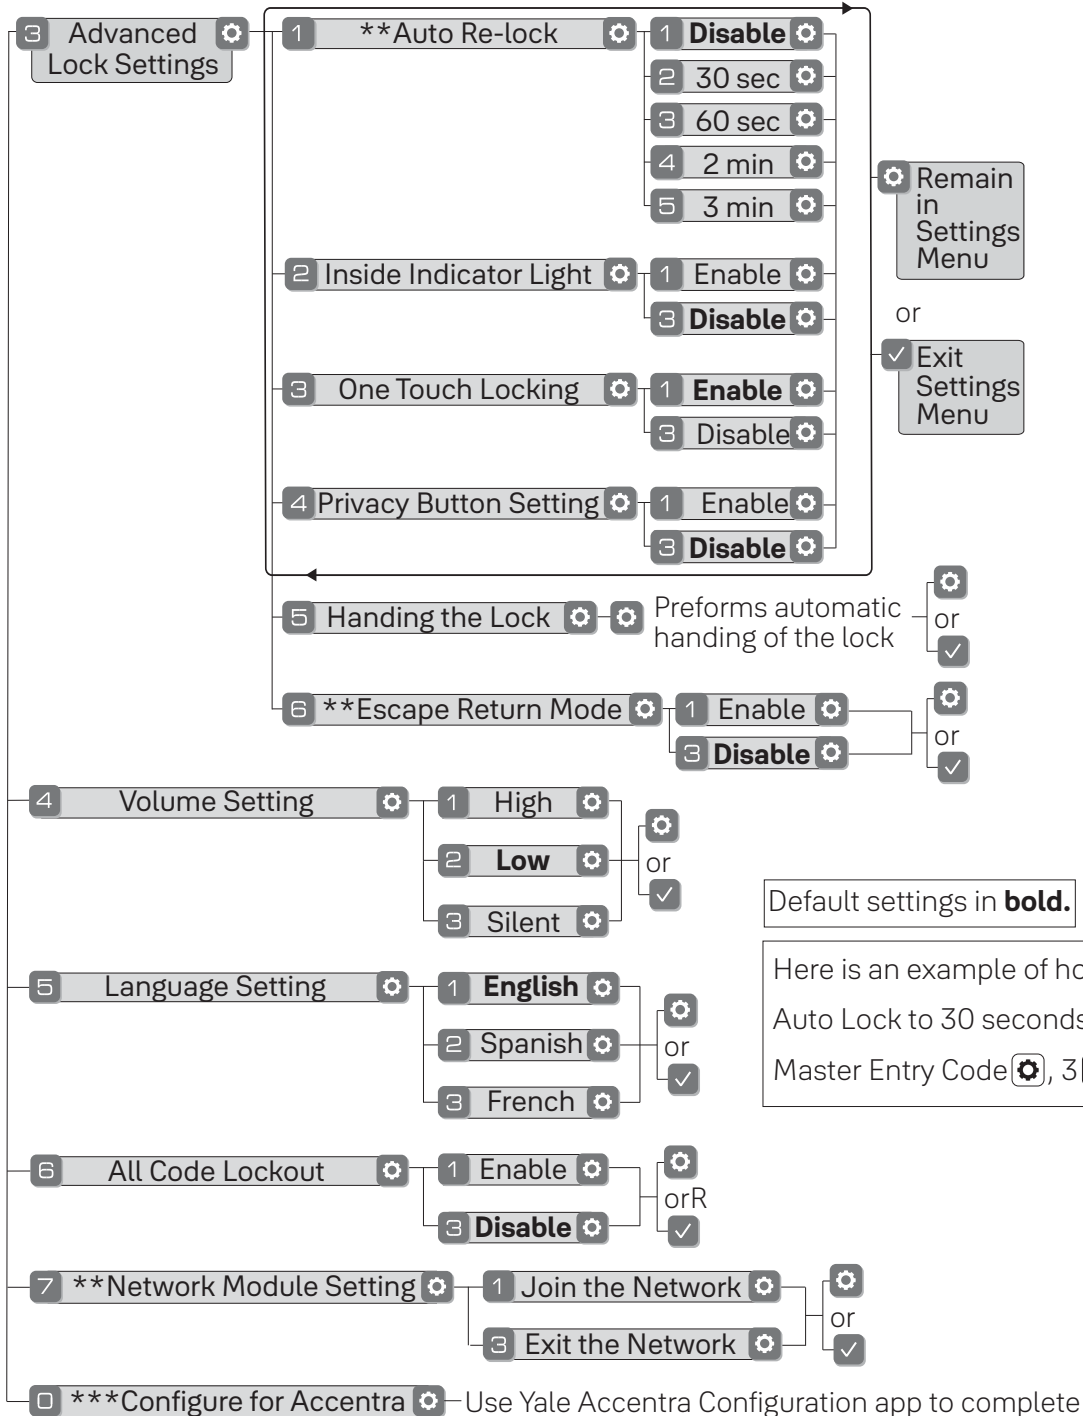 3 Advanced Lock Settings
1 **Auto Re-lock
1 Disable
2 30 sec
3 60 sec
4 2 min
5 3 min
2 Inside Indicator Light
1 Enable
3 Disable
3 One Touch Locking
1 Enable
3 Disable
4 Privacy Button Setting
1 Enable
3 Disable
Remain
in
Settings
Menu
or
Exit
Settings
Menu
5 Handing the Lock
Preforms automatic
handing of the lock
or
6 **Escape Return Mode
1 Enable
3 Disable
or
4 Volume Setting
1 High
2 Low
3 Silent
or
Default settings in bold.
Here is an example of
Auto Lock to 30 seconds
Master Entry Code , 3
5 Language Setting
1 English
2 Spanish
3 French
or
6 All Code Lockout
1 Enable
3 Disable
orR
7 **Network Module Setting
1 Join the Network
3 Exit the Network
or
0 ***Configure for Accentra
Use Yale Accentra Configuration app to complete